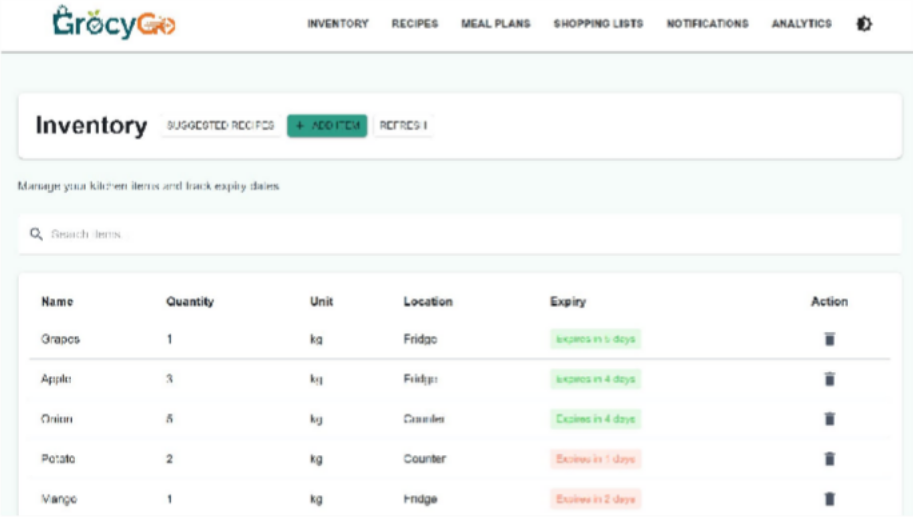 GrocyGo
INVENTORY RECIPES MEAL PLANS SHOPPING LISTS NOTIFICATIONS ANALYTICS
Inventory SUGGESTED RECIPES + ADD ITEM REFRESH
Manage your kitchen items and track expiry dates
Search items...
Name Quantity Unit Location Expiry Action
Grapes 1 kg Fridge Expires in 5 days
Apple 3 kg Fridge Expires in 4 days
Onion 5 kg Counter Expires in 4 days
Potato 2 kg Counter Expires in 1 days
Mango 1 kg Fridge Expires in 2 days